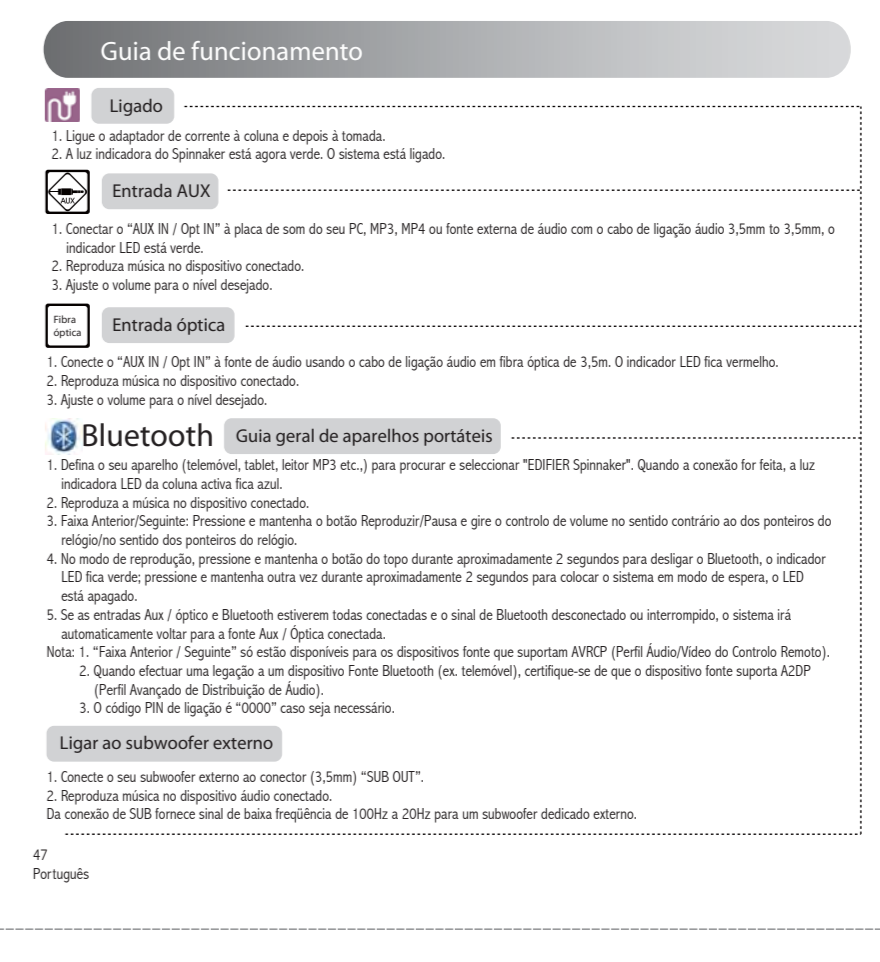 Guia de funcionamento
Ligado
1. Ligue o adaptador de corrente à coluna e depois à tomada.
2. A luz indicadora do Spinnaker está agora verde. O sistema está ligado.
AUX
Entrada AUX
1. Conectar o “AUX IN / Opt IN” à placa de som do seu PC, MP3, MP4 ou fonte externa de áudio com o cabo de ligação áudio 3,5mm to 3,5mm, o
indicador LED está verde.
2. Reproduza música no dispositivo conectado.
3. Ajuste o volume para o nível desejado.
Fibra
óptica
Entrada óptica
1. Conecte o “AUX IN / Opt IN” à fonte de áudio usando o cabo de ligação áudio em fibra óptica de 3,5m. O indicador LED fica vermelho.
2. Reproduza música no dispositivo conectado.
3. Ajuste o volume para o nível desejado.
Bluetooth Guia geral de aparelhos portáteis
1. Defina o seu aparelho (telemóvel, tablet, leitor MP3 etc.,) para procurar e seleccionar "EDIFIER Spinnaker". Quando a conexão for feita, a luz
indicadora LED da coluna activa fica azul.
2. Reproduza a música no dispositivo conectado.
3. Faixa Anterior/Seguinte: Pressione e mantenha o botão Reproduzir/Pausa e gire o controlo de volume no sentido contrário ao dos ponteiros do
relógio/no sentido dos ponteiros do relógio.
4. No modo de reprodução, pressione e mantenha o botão do topo durante aproximadamente 2 segundos para desligar o Bluetooth, o indicador
LED fica verde; pressione e mantenha outra vez durante aproximadamente 2 segundos para colocar o sistema em modo de espera, o LED
está apagado.
5. Se as entradas Aux / óptico e Bluetooth estiverem todas conectadas e o sinal de Bluetooth desconectado ou interrompido, o sistema irá
automaticamente voltar para a fonte Aux / Óptica conectada.
Nota: 1. “Faixa Anterior / Seguinte” só estão disponíveis para os dispositivos fonte que suportam AVRCP (Perfil Áudio/Vídeo do Controlo Remoto).
2. Quando efectuar uma legação a um dispositivo Fonte Bluetooth (ex. telemóvel), certifique-se de que o dispositivo fonte suporta A2DP
(Perfil Avançado de Distribuição de Áudio).
3. O código PIN de ligação é “0000” caso seja necessário.
Ligar ao subwoofer externo
1. Conecte o seu subwoofer externo ao conector (3,5mm) “SUB OUT”.
2. Reproduza música no dispositivo áudio conectado.
Da conexão de SUB fornece sinal de baixa freqüência de 100Hz a 20Hz para um subwoofer dedicado externo.
47
Português